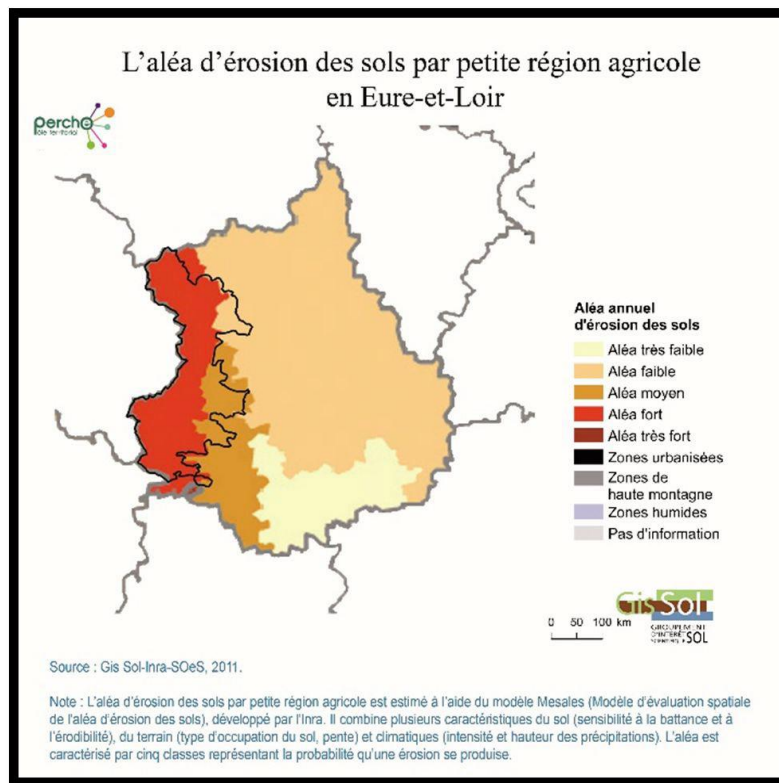 L'aléa d'érosion des sols par petite région agricole
en Eure-et-Loir
perche
pôle territorial
Aléa annuel
d'érosion des sols
Aléa très faible
Aléa faible
Aléa moyen
Aléa fort
Aléa très fort
Zones urbanisées
Zones de
haute montagne
Zones humides
Pas d'information
0 50 100 km
Gis Sol
GROUPEMENT
D'INTÉRÊT
SCIENTIFIQUE SOL
Source : Gis Sol-Inra-SOeS, 2011.
Note : L'aléa d'érosion des sols par petite région agricole est estimé à l'aide du modèle Mesales (Modèle d'évaluation spatiale
de l'aléa d'érosion des sols), développé par l'Inra. Il combine plusieurs caractéristiques du sol (sensibilité à la battance et à
l'érodibilité), du terrain (type d'occupation du sol, pente) et climatiques (intensité et hauteur des précipitations). L'aléa est
caractérisé par cinq classes représentant la probabilité qu'une érosion se produise.